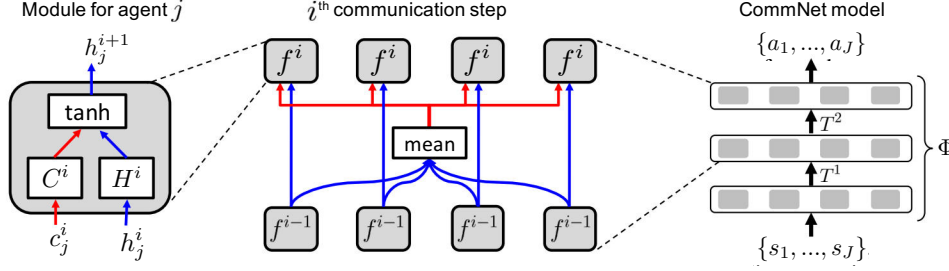 Module for agent j
h_j^{i+1}
tanh
C^i H^i
c_j^i h_j^i
i^{th} communication step
f^i f^i f^i f^i
mean
f^{i-1} f^{i-1} f^{i-1} f^{i-1}
CommNet model
{a_1, ..., a_J}
T^2
Φ
T^1
{s_1, ..., s_J}